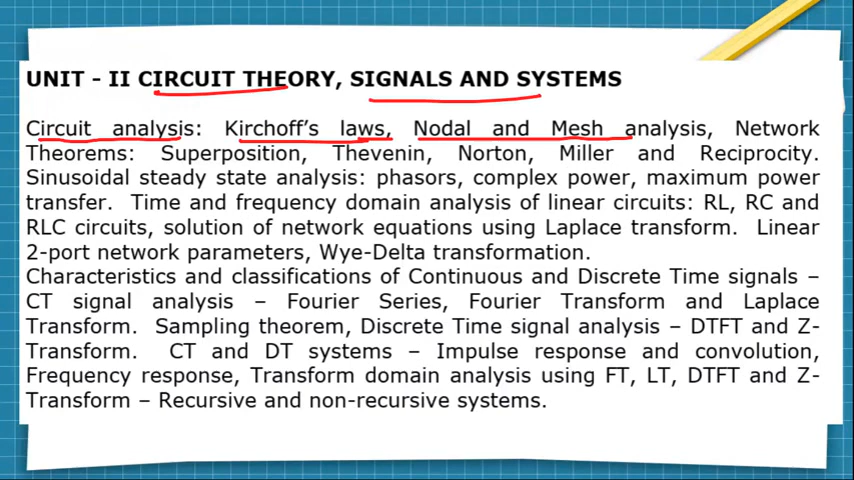 UNIT - II CIRCUIT THEORY, SIGNALS AND SYSTEMS
Circuit analysis: Kirchoff's laws, Nodal and Mesh analysis, Network
Theorems: Superposition, Thevenin, Norton, Miller and Reciprocity.
Sinusoidal steady state analysis: phasors, complex power, maximum power
transfer. Time and frequency domain analysis of linear circuits: RL, RC and
RLC circuits, solution of network equations using Laplace transform. Linear
2-port network parameters, Wye-Delta transformation.
Characteristics and classifications of Continuous and Discrete Time signals –
CT signal analysis – Fourier Series, Fourier Transform and Laplace
Transform. Sampling theorem, Discrete Time signal analysis – DTFT and Z-
Transform. CT and DT systems – Impulse response and convolution,
Frequency response, Transform domain analysis using FT, LT, DTFT and Z-
Transform – Recursive and non-recursive systems.